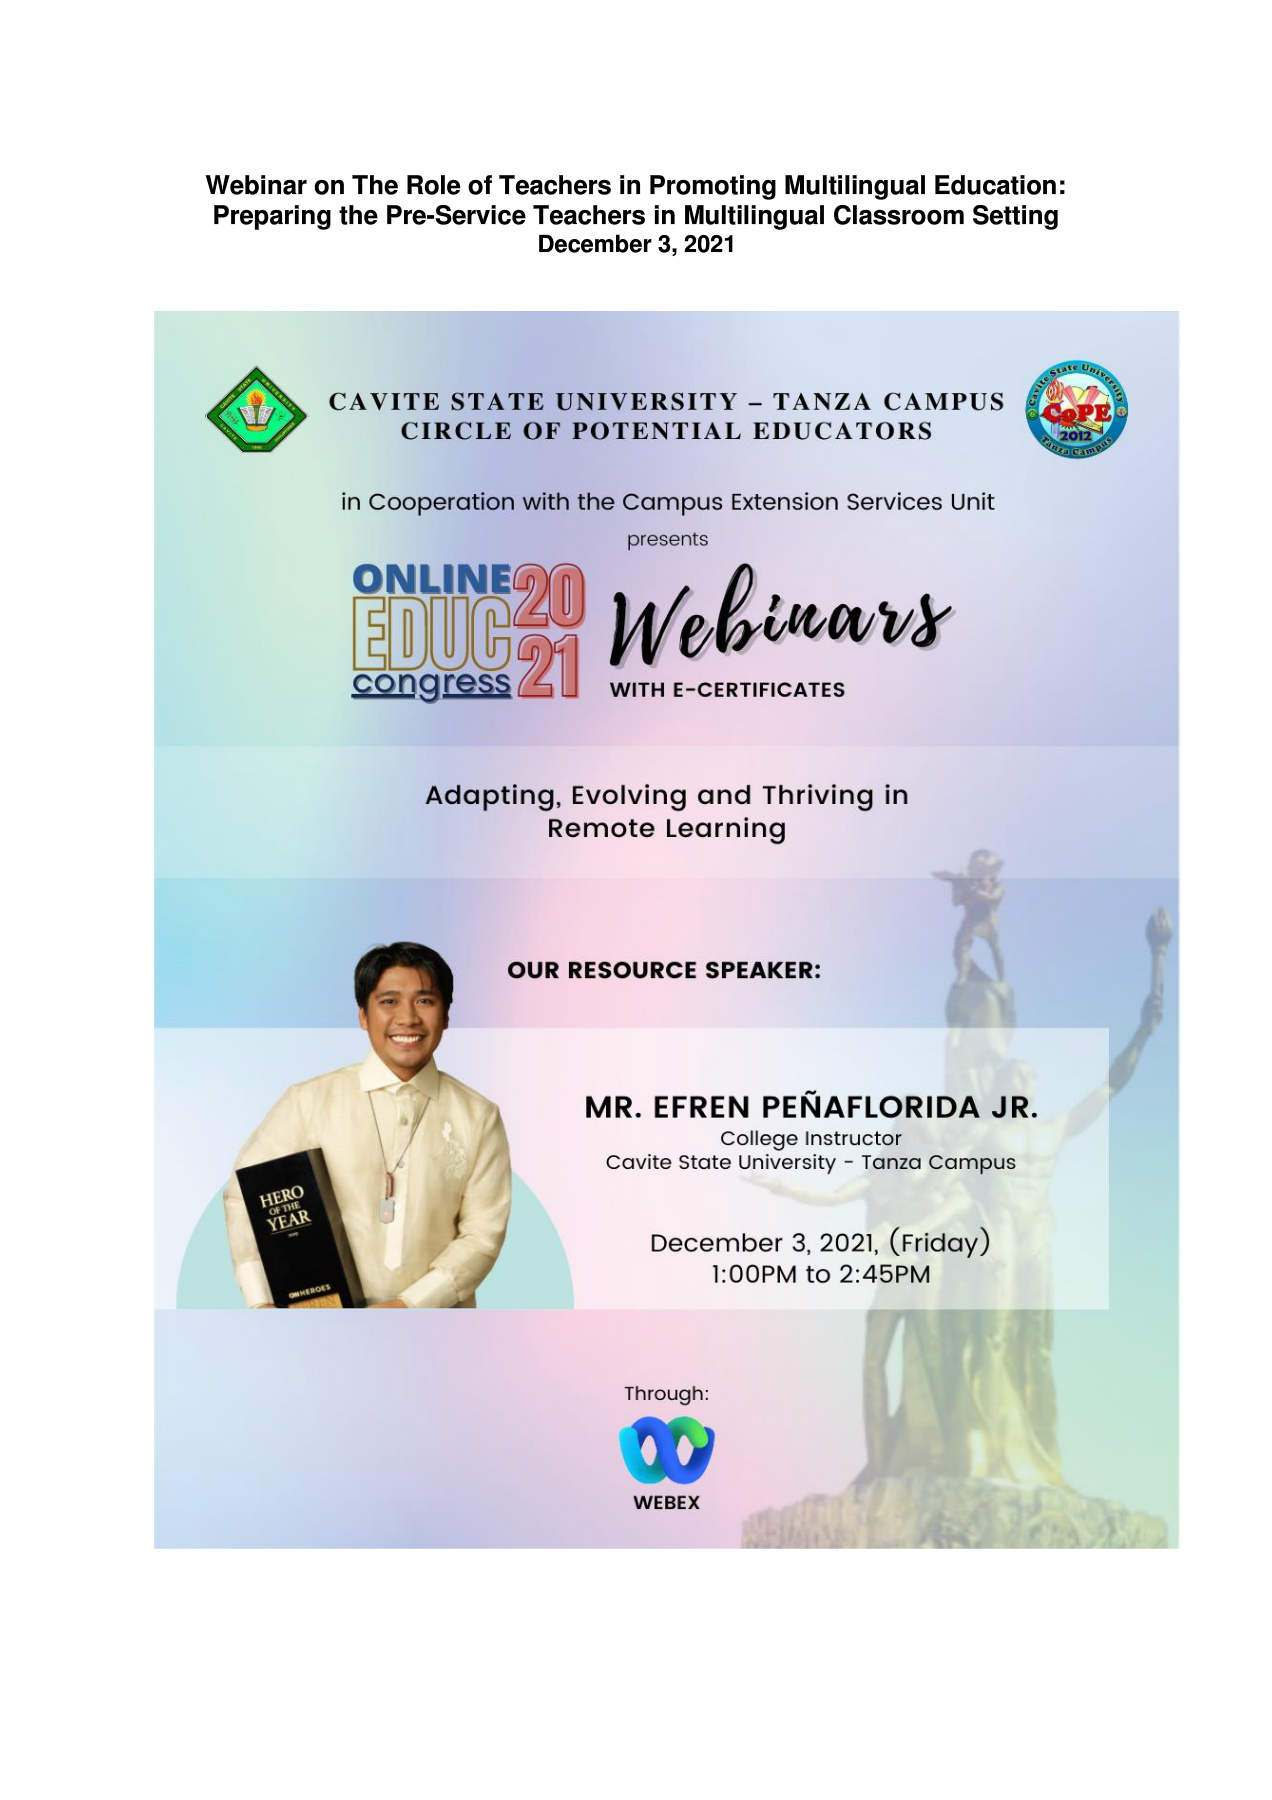 Webinar on The Role of Teachers in Promoting Multilingual Education:
Preparing the Pre-Service Teachers in Multilingual Classroom Setting
December 3, 2021
CAVITE STATE UNIVERSITY – TANZA CAMPUS
CIRCLE OF POTENTIAL EDUCATORS
Cavite State University
CoPE
2012
Tanza Campus
in Cooperation with the Campus Extension Services Unit
presents
ONLINE
EDUC
congress
20
21
Webinars
WITH E-CERTIFICATES
Adapting, Evolving and Thriving in
Remote Learning
OUR RESOURCE SPEAKER:
HERO
OF THE
YEAR
CNN HEROES
MR. EFREN PEÑAFLORIDA JR.
College Instructor
Cavite State University - Tanza Campus
December 3, 2021, (Friday)
1:00PM to 2:45PM
Through:
WEBEX